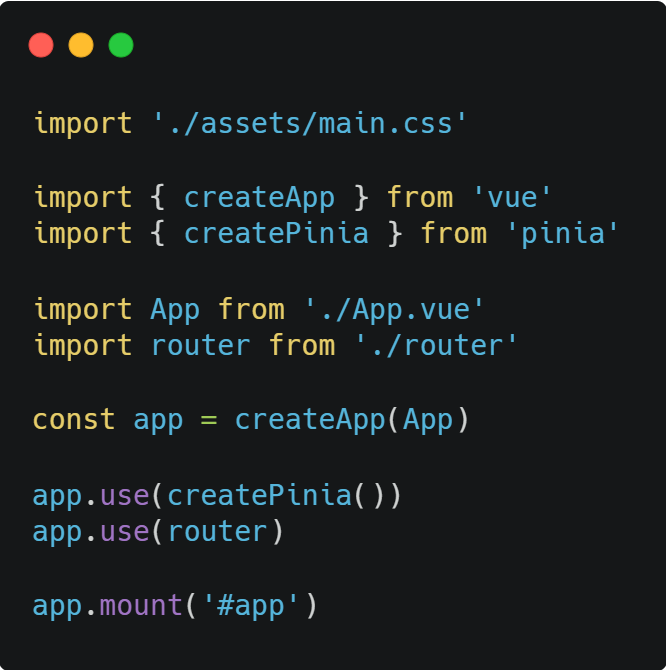 import './assets/main.css'
import { createApp } from 'vue'
import { createPinia } from 'pinia'
import App from './App.vue'
import router from './router'
const app = createApp(App)
app.use(createPinia())
app.use(router)
app.mount('#app')